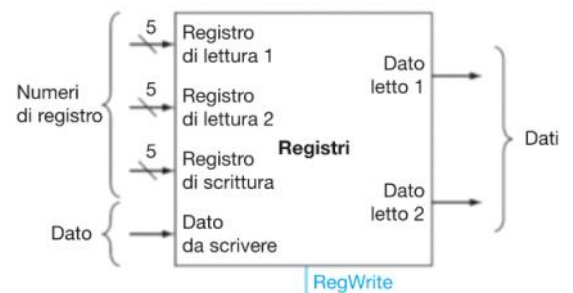 Numeri
di registro
5
Registro
di lettura 1
5
Registro
di lettura 2
5
Registro
di scrittura
Dato
Dato
da scrivere
Registri
Dato
letto 1
Dato
letto 2
Dati
RegWrite